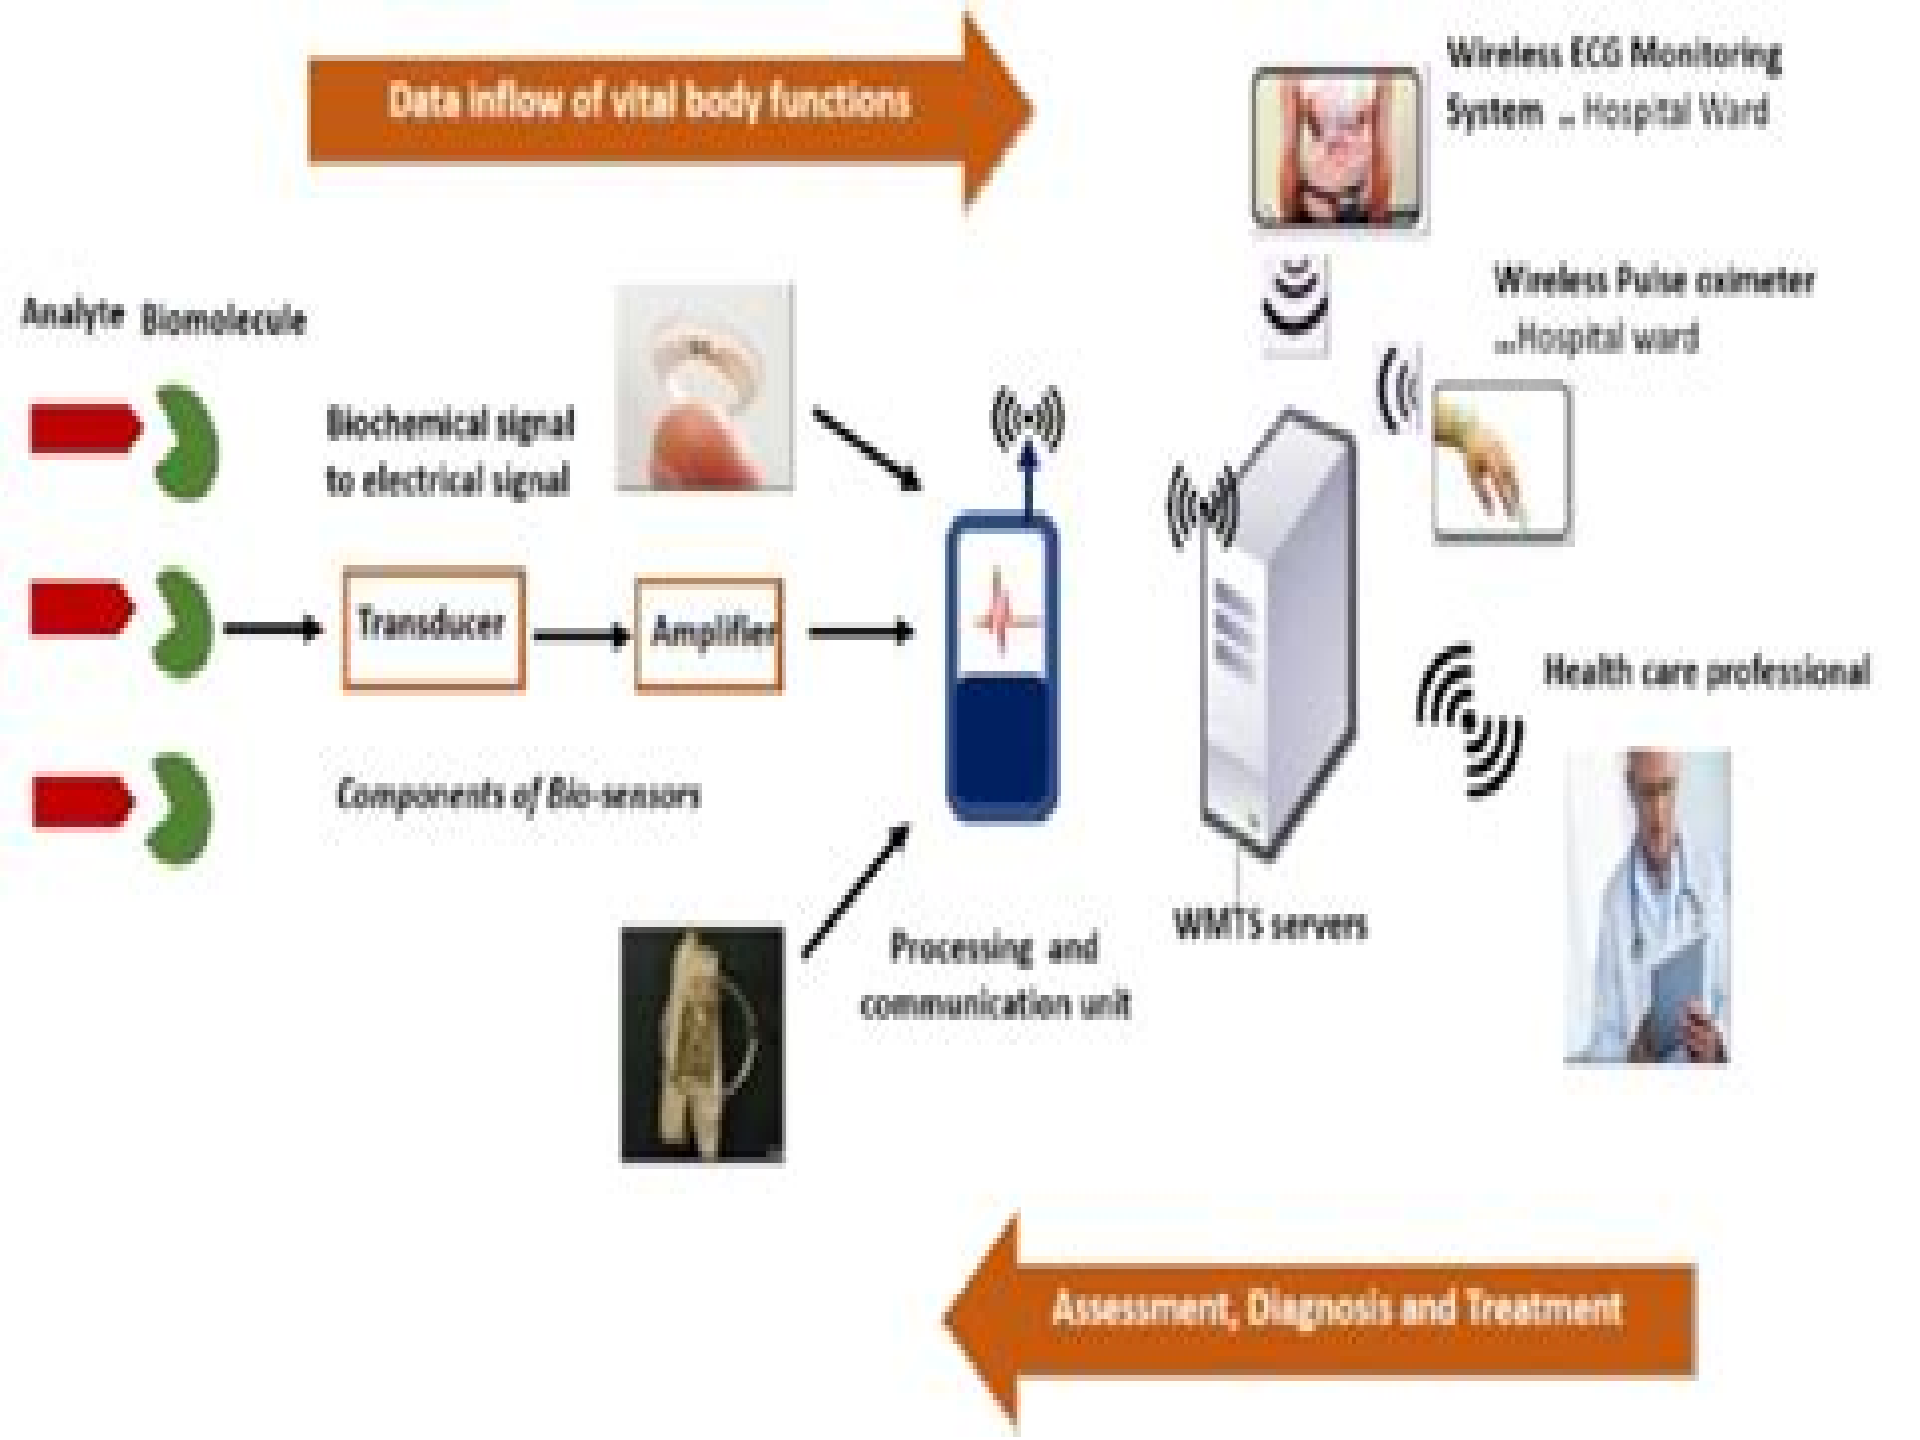 Data inflow of vital body functions
Wireless ECG Monitoring
System ... Hospital Ward
Wireless Pulse oximeter
...Hospital ward
Analyte Biomolecule
Biochemical signal
to electrical signal
Transducer
Amplifier
Health care professional
Components of Bio-sensors
WMTS servers
Processing and
communication unit
Assessment, Diagnosis and Treatment